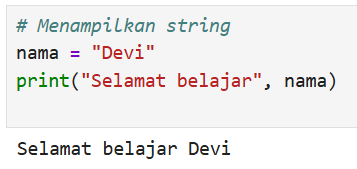 # Menampilkan string
nama = "Devi"
print("Selamat belajar", nama)
Selamat belajar Devi